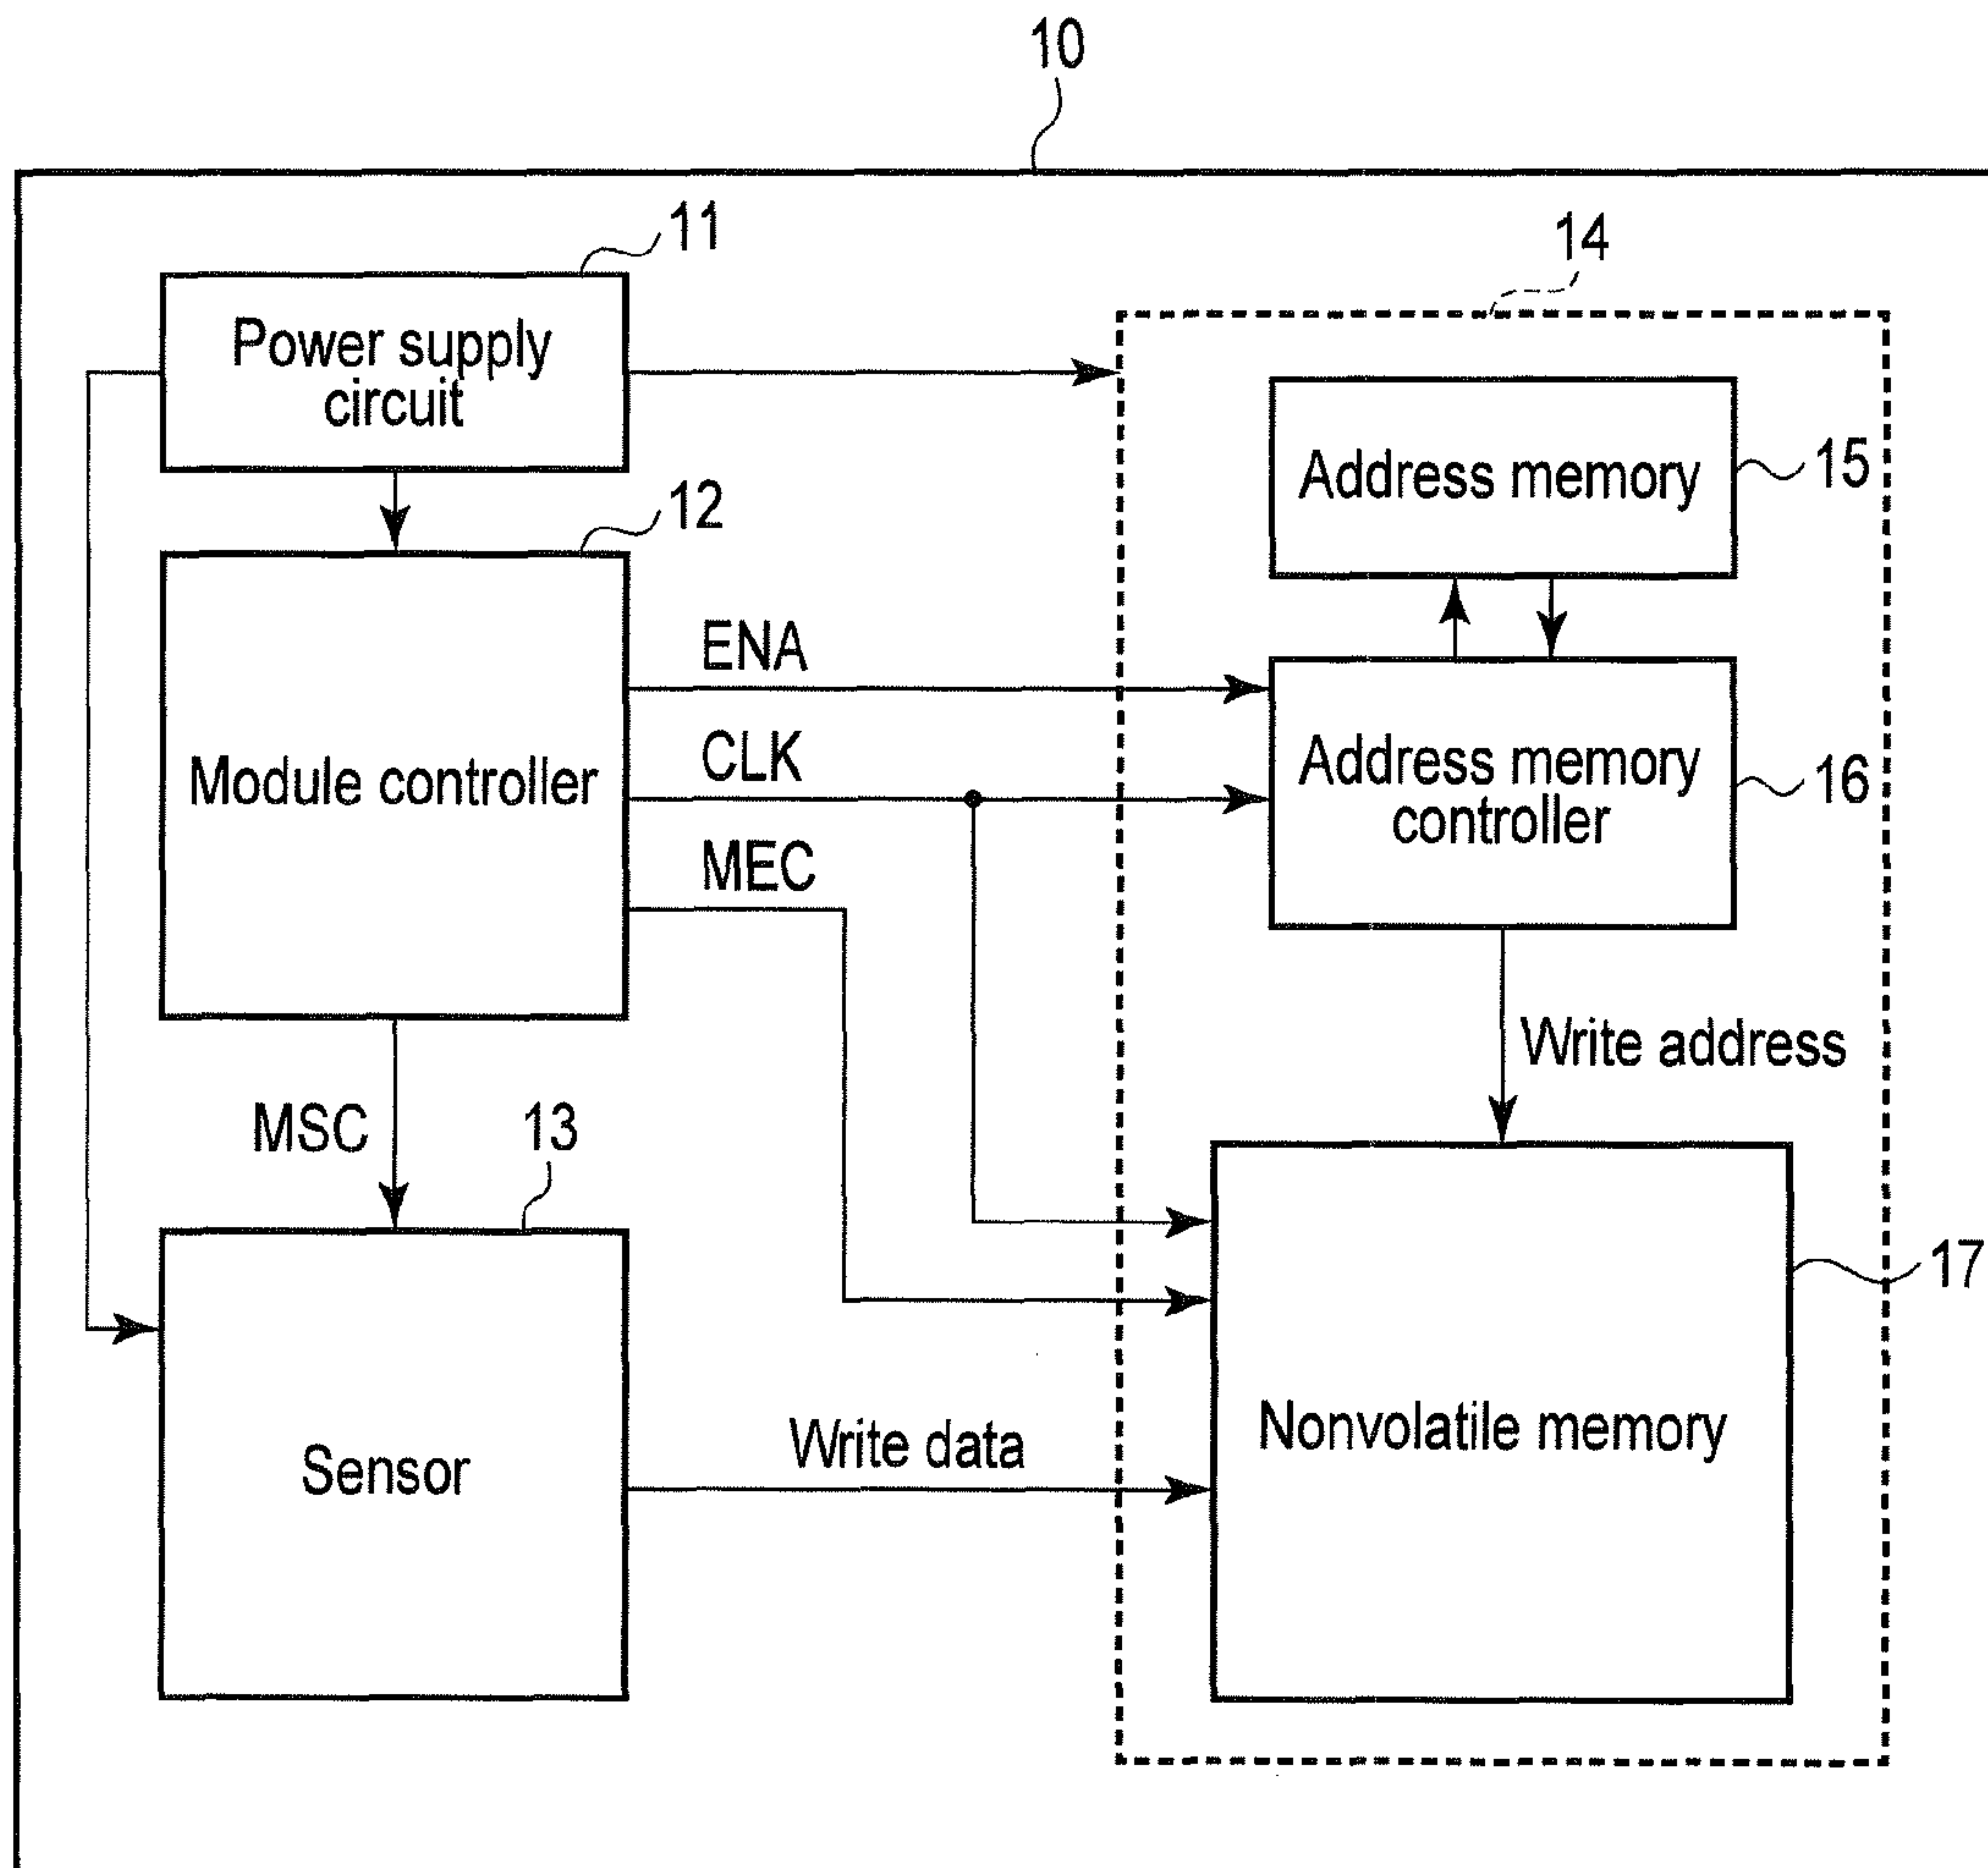 10
11
14
Power supply
circuit
Address memory
15
12
ENA
CLK
Module controller
Address memory
controller
16
MEC
Write address
MSC
13
17
Nonvolatile memory
Write data
Sensor